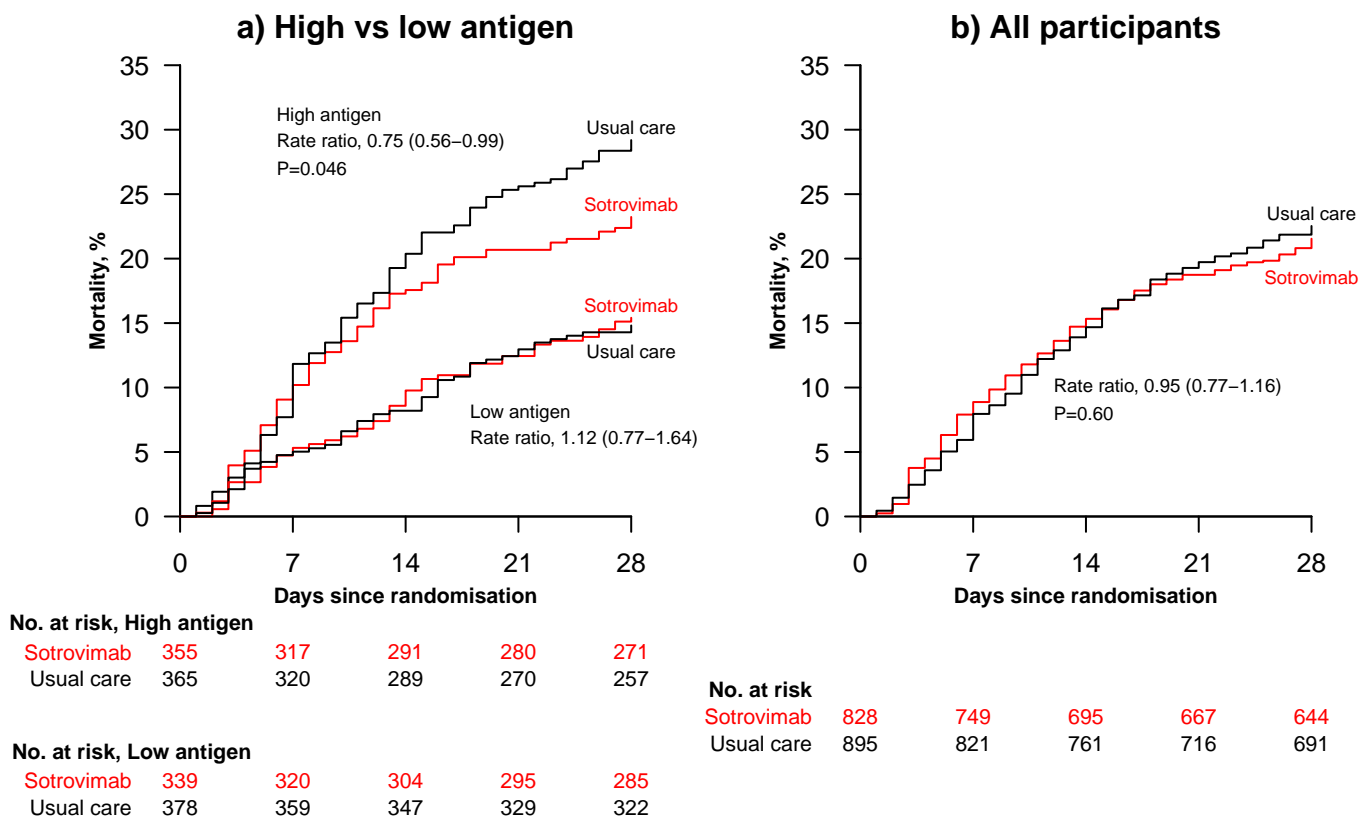 a) High vs low antigen
35
30
25
20
15
10
5
0
Mortality, %
High antigen
Rate ratio, 0.75 (0.56−0.99)
P=0.046
Usual care
Sotrovimab
Sotrovimab
Usual care
Low antigen
Rate ratio, 1.12 (0.77−1.64)
0 7 14 21 28
Days since randomisation
No. at risk, High antigen
Sotrovimab 355 317 291 280 271
Usual care 365 320 289 270 257
No. at risk, Low antigen
Sotrovimab 339 320 304 295 285
Usual care 378 359 347 329 322
b) All participants
35
30
25
20
15
10
5
0
Mortality, %
Usual care
Sotrovimab
Rate ratio, 0.95 (0.77−1.16)
P=0.60
0 7 14 21 28
Days since randomisation
No. at risk
Sotrovimab 828 749 695 667 644
Usual care 895 821 761 716 691